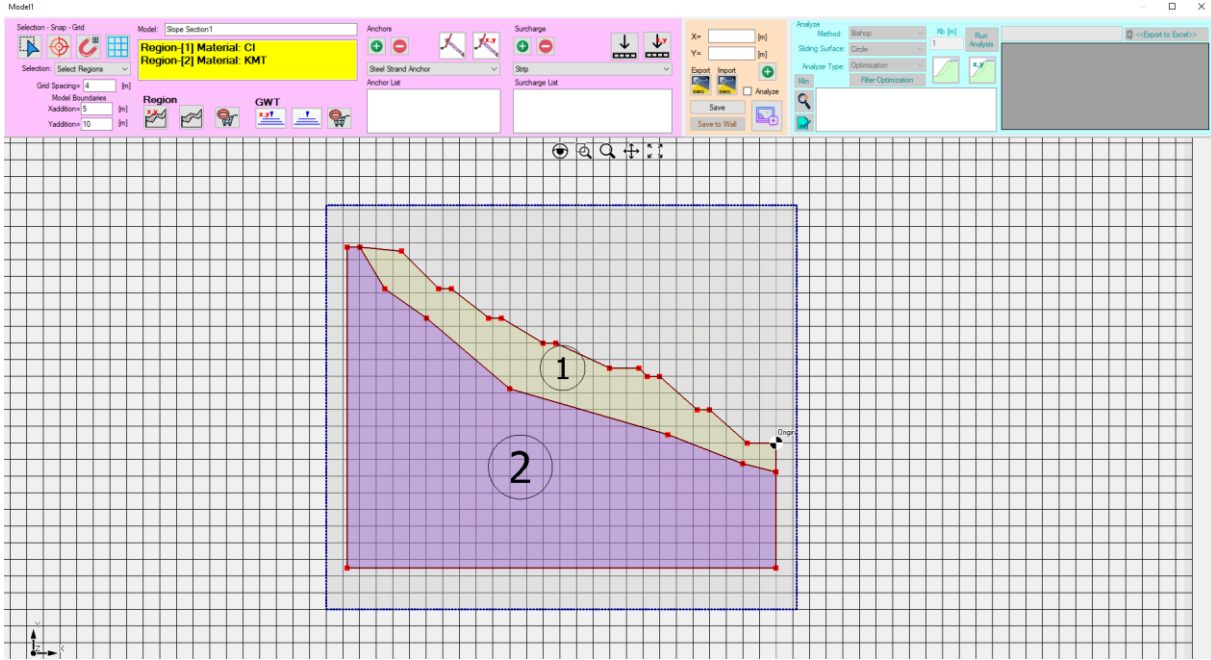 Model1
Selection - Snap - Grid
Selection: Select Regions
Grid Spacing= 4 [m]
Model Boundaries
Xaddition= 5 [m]
Yaddition= 10 [m]
Model: Slope Section1
Region-[1] Material: CI
Region-[2] Material: KMT
Region
GWT
x,y
x,y
Anchors
x,y
Steel Strand Anchor
Anchor List
Surcharge
x,y
Strip
Surcharge List
X= [m]
Y= [m]
Export Import
DWG DWG
Analyze
Save
Save to Wall
Analyze
Method: Bishop
Sliding Surface: Circle
Analyze Type: Optimization
Min
Filter Optimization
Xb [m]
1
Run Analysis
x,y
<<Export to Excel>>
1
2
Origin
Y
Z
X